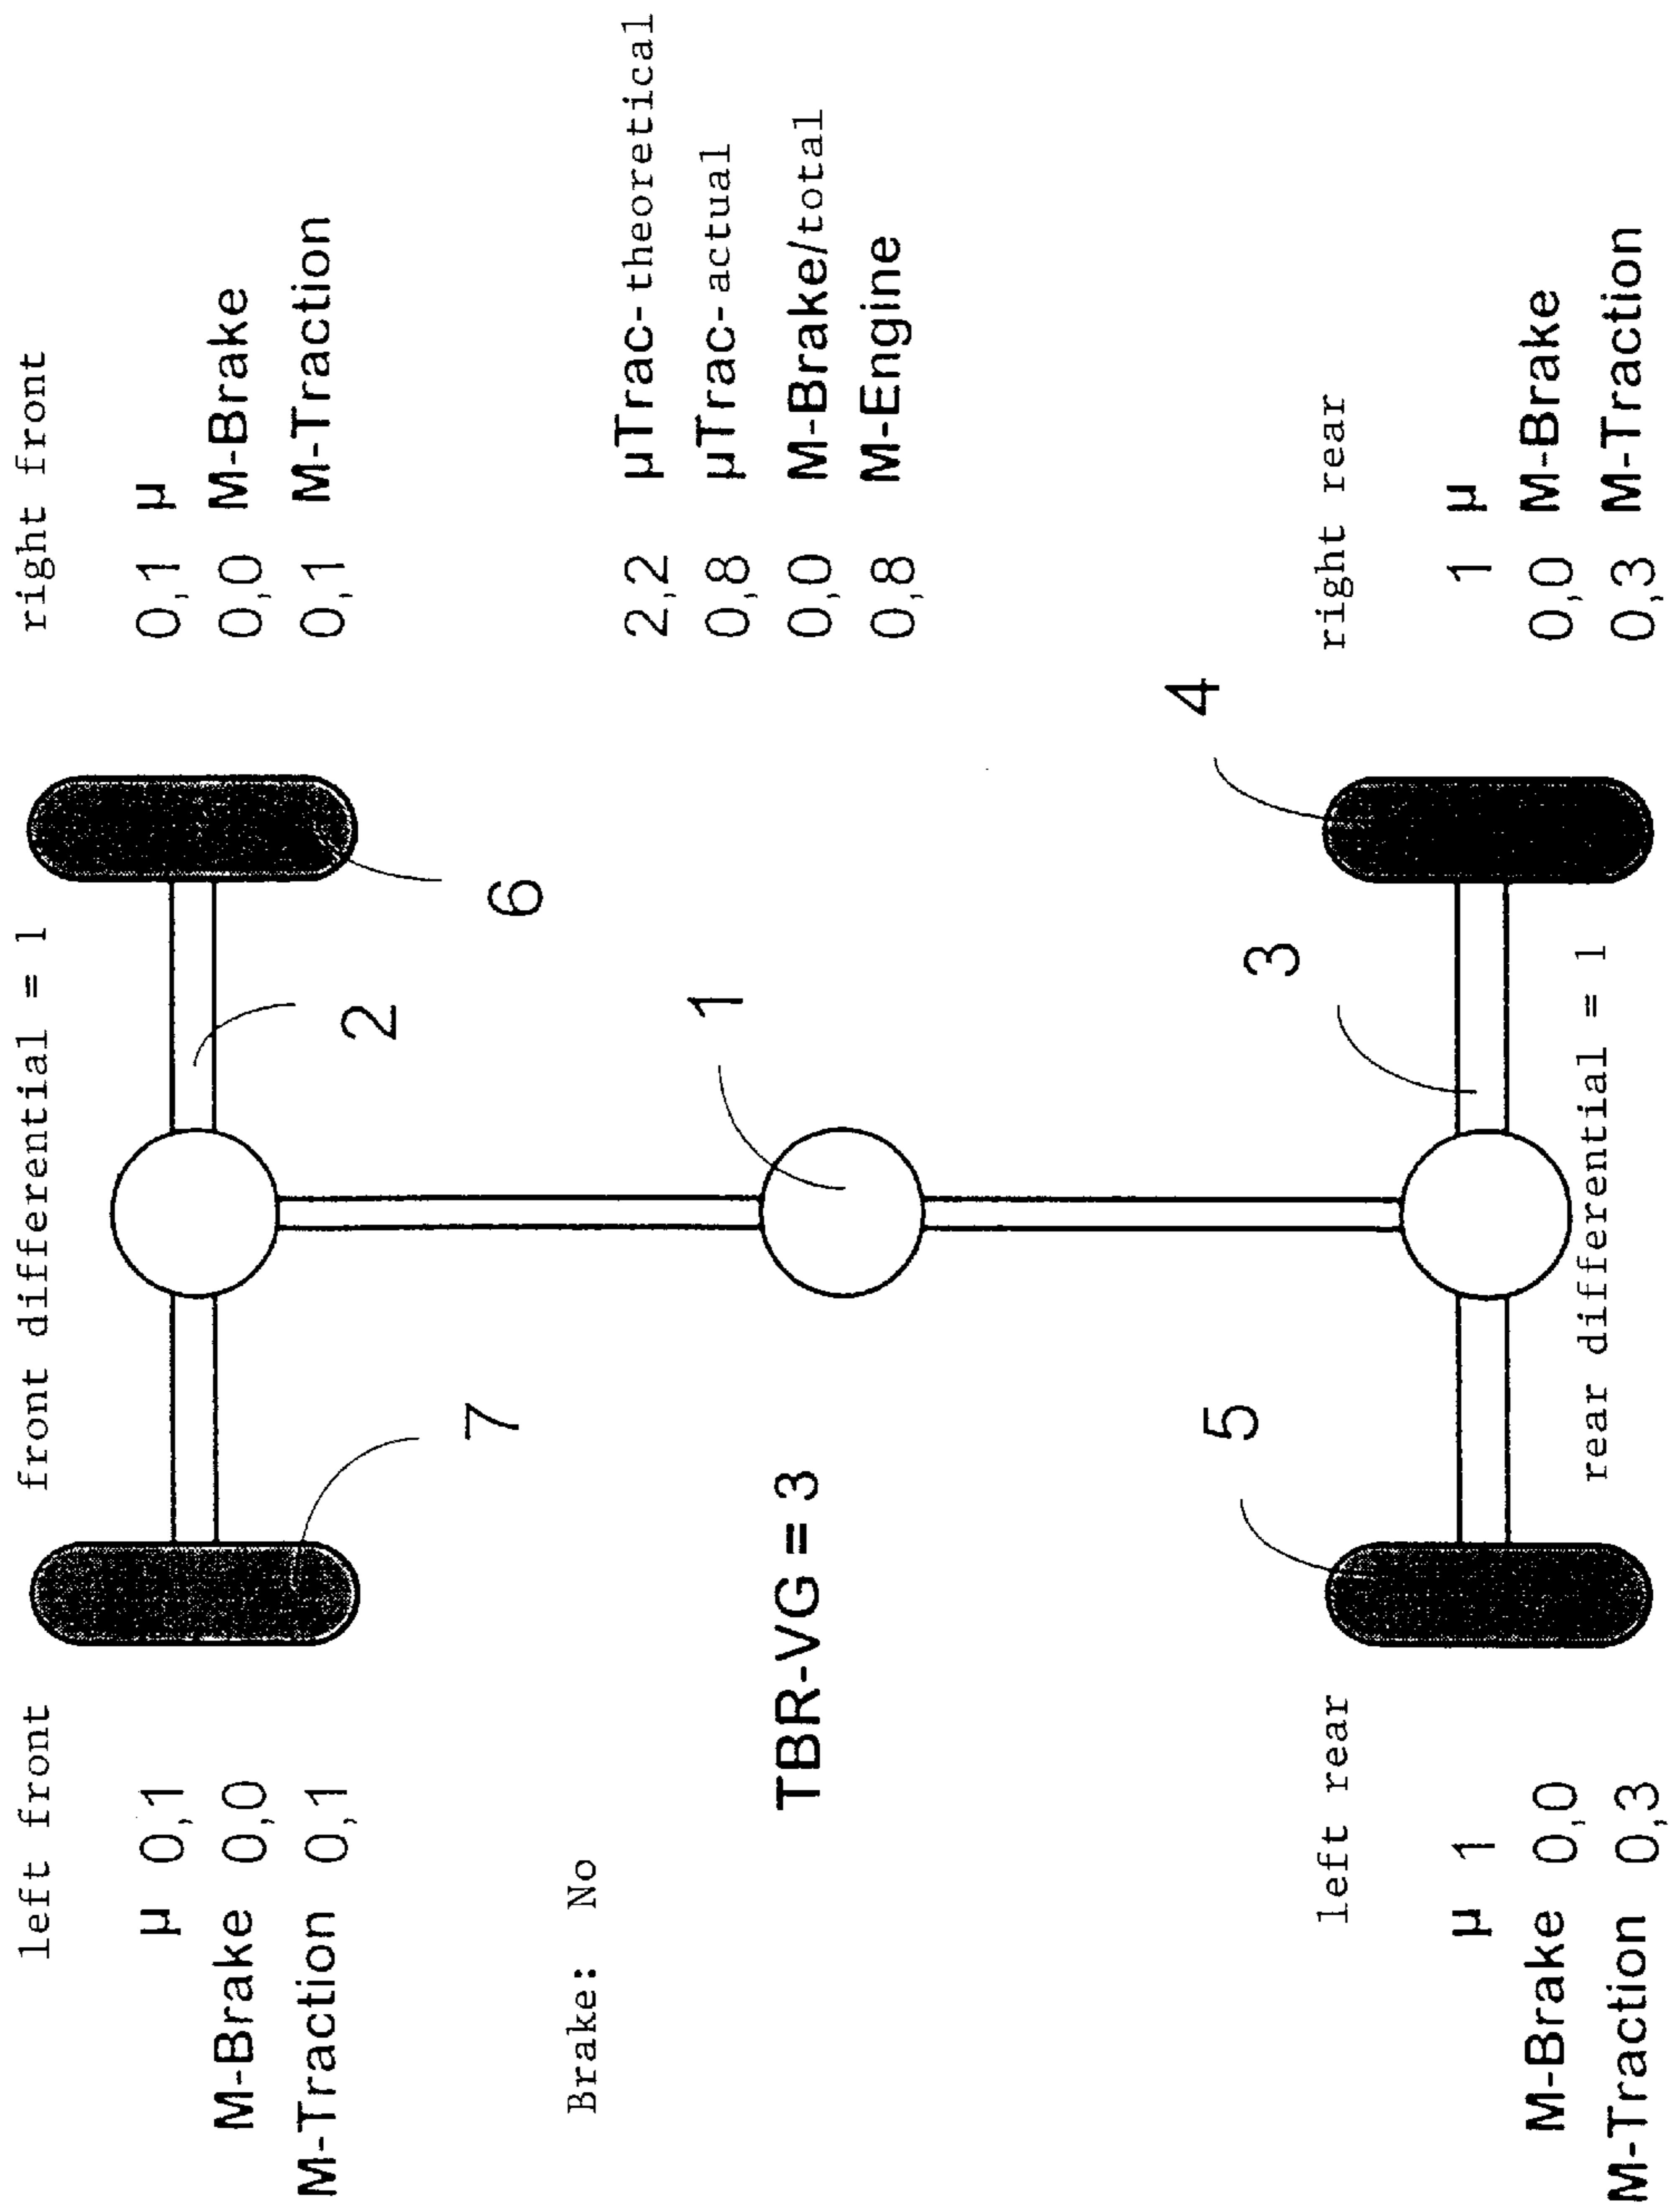 left front
front differential = 1
right front
µ 0,1
M-Brake 0,0
M-Traction 0,1
0,1 µ
0,0 M-Brake
0,1 M-Traction
2
6
7
Brake: No
2,2 µTrac-theoretical
0,8 µTrac-actual
0,0 M-Brake/total
0,8 M-Engine
TBR-VG = 3
1
left rear
right rear
5
3
4
µ 1
M-Brake 0,0
M-Traction 0,3
1 µ
0,0 M-Brake
0,3 M-Traction
rear differential = 1